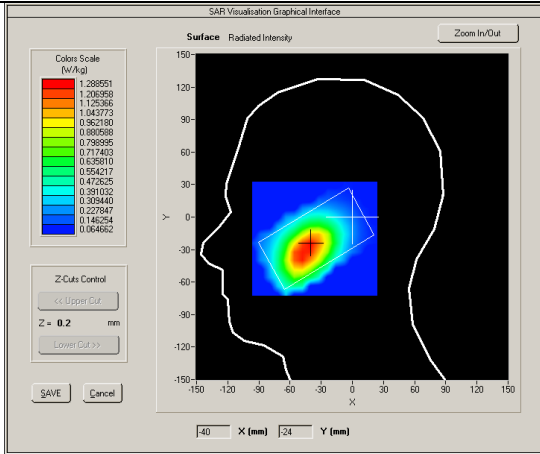 SAR Visualisation Graphical Interface
Surface Radiated Intensity
Zoom In/Out
Colors Scale
(W/kg)
1.288551
1.206958
1.125366
1.043773
0.962180
0.880588
0.798995
0.717403
0.635810
0.554217
0.472625
0.391032
0.309440
0.227847
0.146254
0.064662
Z-Cuts Control
<< Upper Cut
Z = 0.2 mm
Lower Cut >>
SAVE Cancel
150
120
90
60
30
0
-30
-60
-90
-120
-150
Y
-150 -120 -90 -60 -30 0 30 60 90 120 150
X
-40 X (mm) -24 Y (mm)